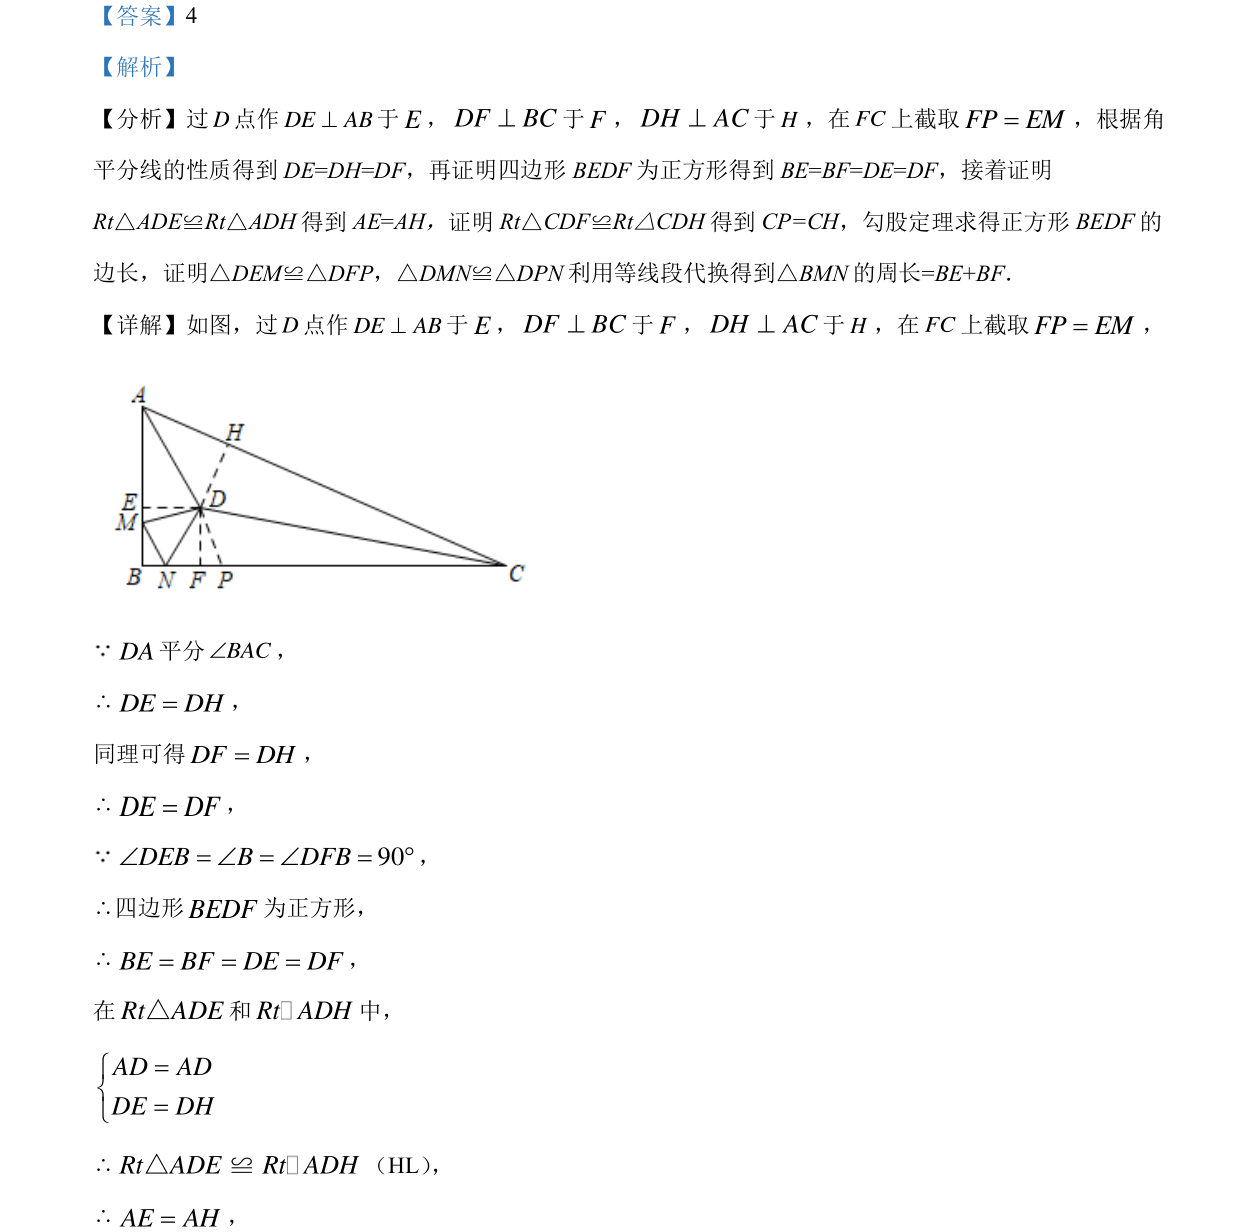 【答案】4
【解析】
【分析】过D点作DE⊥AB于E，DF⊥BC于F，DH⊥AC于H，在FC上截取FP=EM，根据角
平分线的性质得到DE=DH=DF，再证明四边形BEDF为正方形得到BE=BF=DE=DF，接着证明
Rt△ADE≌Rt△ADH得到AE=AH，证明Rt△CDF≌Rt△CDH得到CP=CH，勾股定理求得正方形BEDF的
边长，证明△DEM≌△DFP，△DMN≌△DPN利用等线段代换得到△BMN的周长=BE+BF.
【详解】如图，过D点作DE⊥AB于E，DF⊥BC于F，DH⊥AC于H，在FC上截取FP=EM，
A
H
E
D
M
B N F P C
∵DA平分∠BAC，
∴DE=DH，
同理可得DF=DH，
∴DE=DF，
∵∠DEB=∠B=∠DFB=90°，
∴四边形BEDF为正方形，
∴BE=BF=DE=DF，
在Rt△ADE和Rt□ADH中，
AD=AD
DE=DH
∴Rt△ADE≌Rt□ADH（HL），
∴AE=AH，